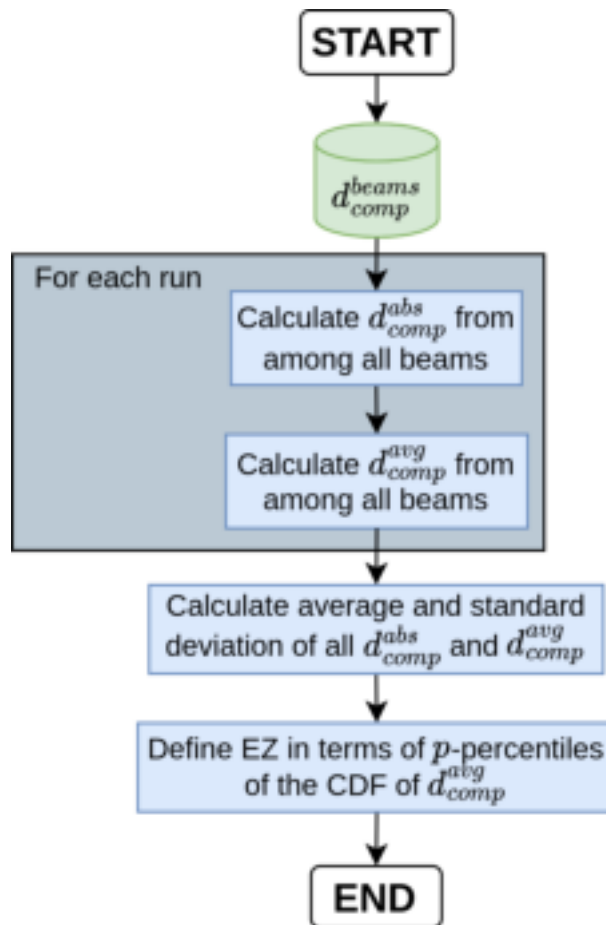 START
$d_{comp}^{beams}$
For each run
Calculate $d_{comp}^{abs}$ from
among all beams
Calculate $d_{comp}^{avg}$ from
among all beams
Calculate average and standard
deviation of all $d_{comp}^{abs}$ and $d_{comp}^{avg}$
Define EZ in terms of $p$-percentiles
of the CDF of $d_{comp}^{avg}$
END